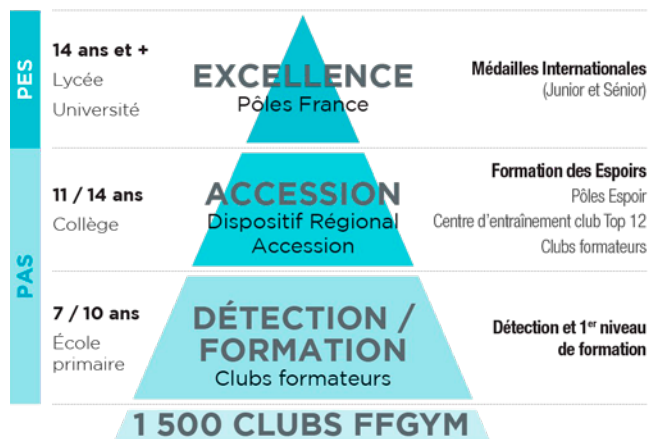 PES
14 ans et +
Lycée
Université
EXCELLENCE
Pôles France
Médailles Internationales
(Junior et Sénior)
PAS
11 / 14 ans
Collège
ACCESSION
Dispositif Régional
Accession
Formation des Espoirs
Pôles Espoir
Centre d’entraînement club Top 12
Clubs formateurs
7 / 10 ans
École
primaire
DÉTECTION /
FORMATION
Clubs formateurs
Détection et 1er niveau
de formation
1 500 CLUBS FFGYM